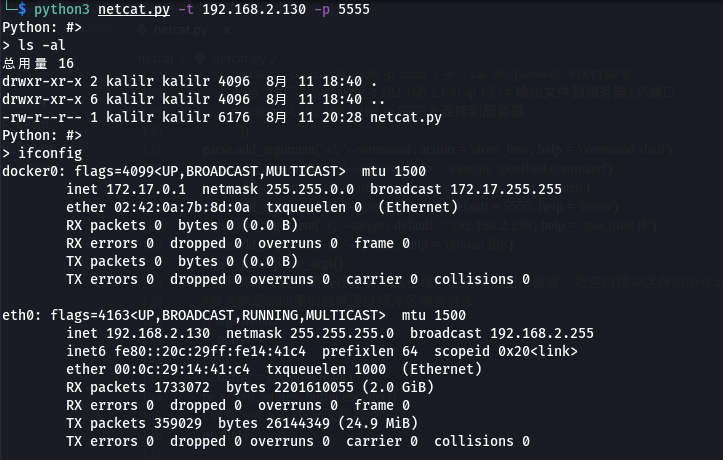 └─$ python3 netcat.py -t 192.168.2.130 -p 5555
Python: #>
> ls -al
总用量 16
drwxr-xr-x 2 kalilr kalilr 4096  8月  11 18:40 .
drwxr-xr-x 6 kalilr kalilr 4096  8月  11 18:40 ..
-rw-r--r-- 1 kalilr kalilr 6176  8月  11 20:28 netcat.py
Python: #>
> ifconfig
docker0: flags=4099<UP,BROADCAST,MULTICAST>  mtu 1500
        inet 172.17.0.1  netmask 255.255.0.0  broadcast 172.17.255.255
        ether 02:42:0a:7b:8d:0a  txqueuelen 0  (Ethernet)
        RX packets 0  bytes 0 (0.0 B)
        RX errors 0  dropped 0  overruns 0  frame 0
        TX packets 0  bytes 0 (0.0 B)
        TX errors 0  dropped 0 overruns 0  carrier 0  collisions 0

eth0: flags=4163<UP,BROADCAST,RUNNING,MULTICAST>  mtu 1500
        inet 192.168.2.130  netmask 255.255.255.0  broadcast 192.168.2.255
        inet6 fe80::20c:29ff:fe14:41c4  prefixlen 64  scopeid 0x20<link>
        ether 00:0c:29:14:41:c4  txqueuelen 1000  (Ethernet)
        RX packets 1733072  bytes 2201610055 (2.0 GiB)
        RX errors 0  dropped 0  overruns 0  frame 0
        TX packets 359029  bytes 26144349 (24.9 MiB)
        TX errors 0  dropped 0 overruns 0  carrier 0  collisions 0